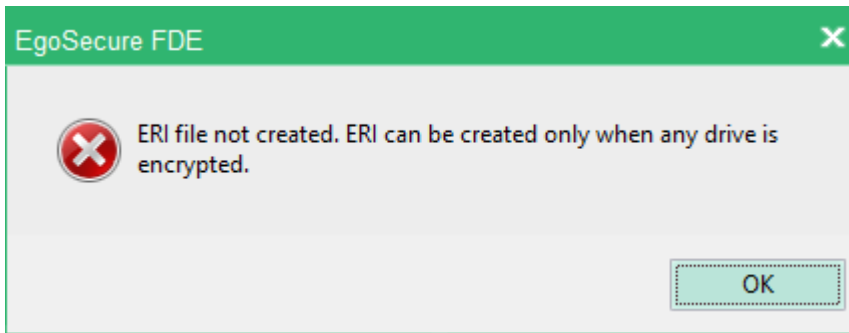 EgoSecure FDE
ERI file not created. ERI can be created only when any drive is
encrypted.
OK